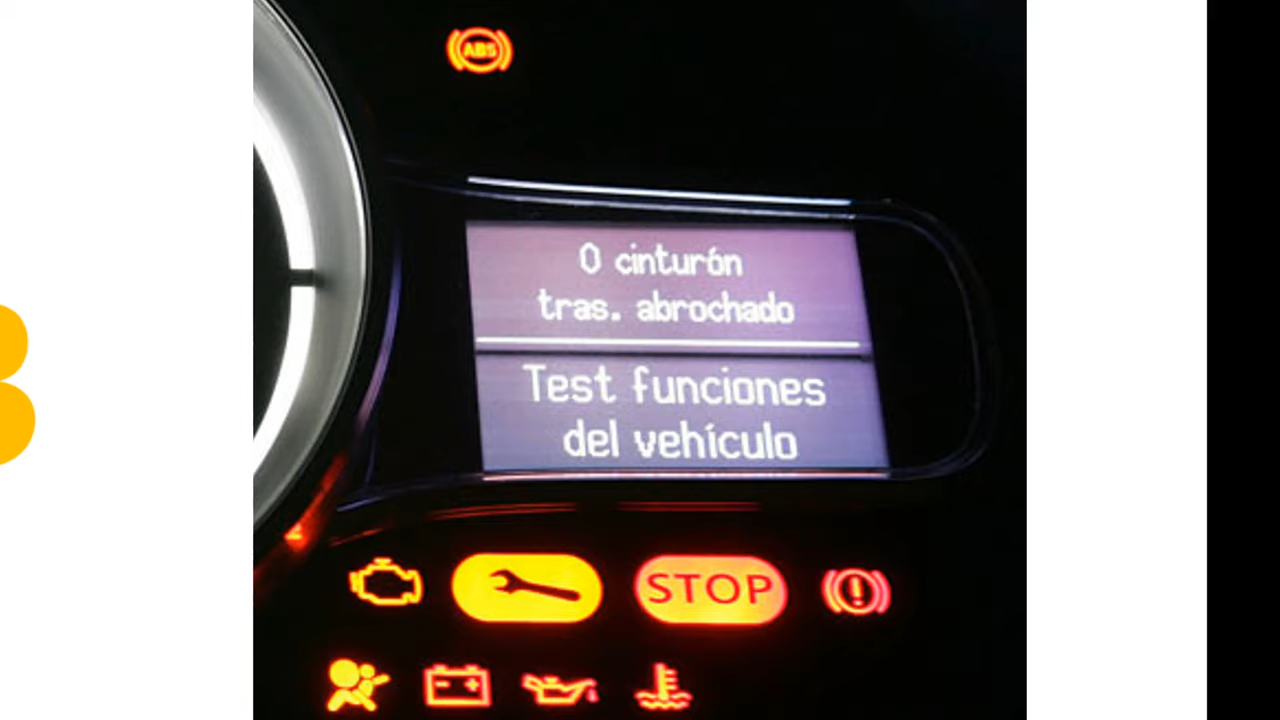 ABS
0 cinturón
tras. abrochado
Test funciones
del vehículo
STOP